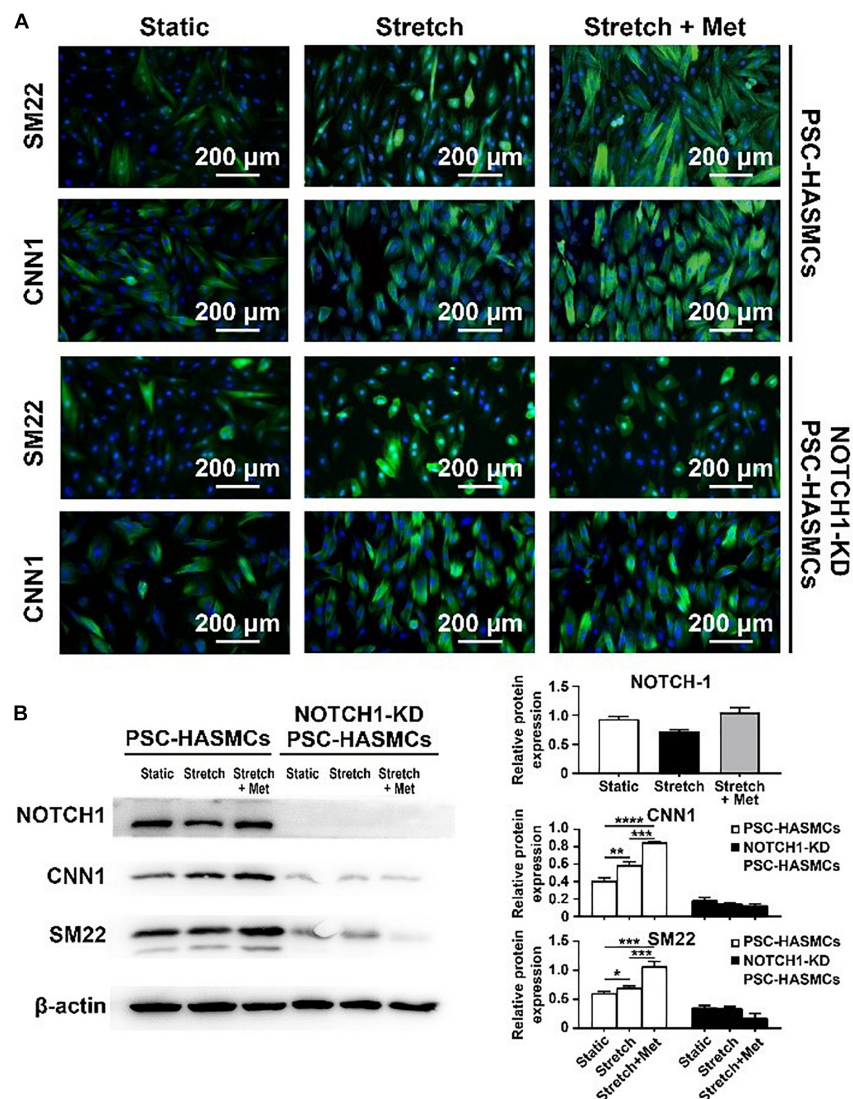 A
Static Stretch Stretch + Met
SM22
200 µm 200 µm 200 µm
CNN1
200 µm 200 µm 200 µm
PSC-HASMCs
SM22
200 µm 200 µm 200 µm
CNN1
200 µm 200 µm 200 µm
NOTCH1-KD
PSC-HASMCs
B
PSC-HASMCs
NOTCH1-KD
PSC-HASMCs
Static Stretch Stretch
+ Met
Static Stretch Stretch
+ Met
NOTCH1
CNN1
SM22
β-actin
NOTCH-1
Relative protein
expression
1.5
1.0
0.5
0
Static Stretch Stretch
+ Met
CNN1
Relative protein
expression
1.0
0.8
0.6
0.4
0.2
0
****
***
**
PSC-HASMCs
NOTCH1-KD
PSC-HASMCs
SM22
Relative protein
expression
1.5
1.0
0.5
0
***
***
*
PSC-HASMCs
NOTCH1-KD
PSC-HASMCs
Static
Stretch
Stretch+Met
Static
Stretch
Stretch+Met